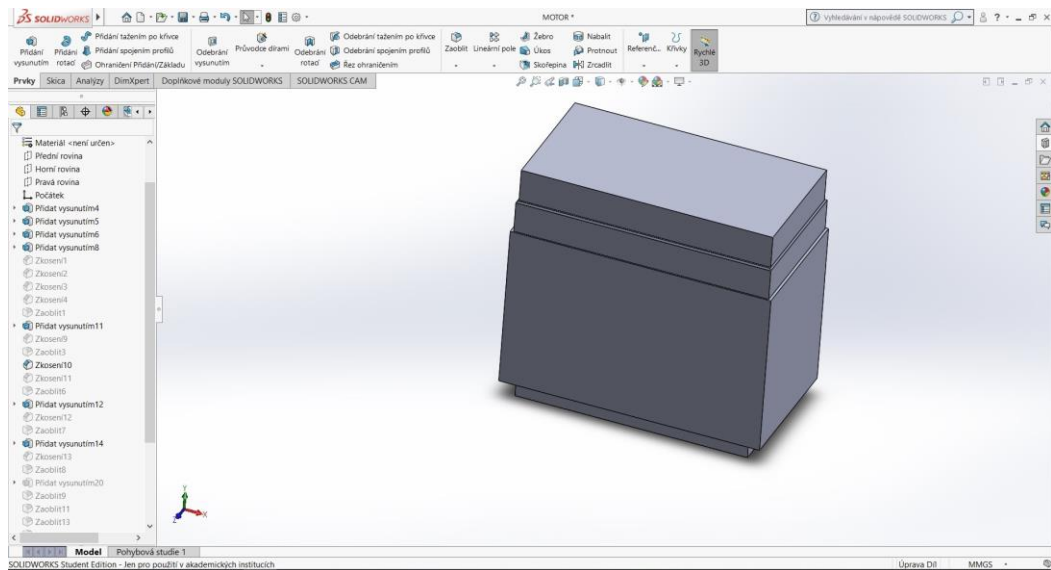 SOLIDWORKS
MOTOR *
Vyhledávání v nápovědě SOLIDWORKS
Přidání vysunutím
Přidání rotací
Přidání tažením po křivce
Přidání spojením profilů
Ohraničení Přidání/Základu
Odebrání vysunutím
Průvodce dírami
Odebrání rotací
Odebrání tažením po křivce
Odebrání spojením profilů
Řez ohraničením
Zaoblit
Lineární pole
Žebro
Úkos
Skořepina
Nabalit
Protnout
Zrcadlit
Referenč...
Křivky
Rychlé 3D
Prvky
Skica
Analýzy
DimXpert
Doplňkové moduly SOLIDWORKS
SOLIDWORKS CAM
Materiál <není určen>
Přední rovina
Horní rovina
Pravá rovina
Počátek
Přidat vysunutím4
Přidat vysunutím5
Přidat vysunutím6
Přidat vysunutím8
Zkosení1
Zkosení2
Zkosení3
Zkosení4
Zaoblit1
Přidat vysunutím11
Zkosení9
Zaoblit3
Zkosení10
Zkosení11
Zaoblit6
Přidat vysunutím12
Zkosení12
Zaoblit7
Přidat vysunutím14
Zkosení13
Zaoblit8
Přidat vysunutím20
Zaoblit9
Zaoblit11
Zaoblit13
Y
X
Z
Model
Pohybová studie 1
SOLIDWORKS Student Edition - Jen pro použití v akademických institucích
Úprava Díl
MMGS